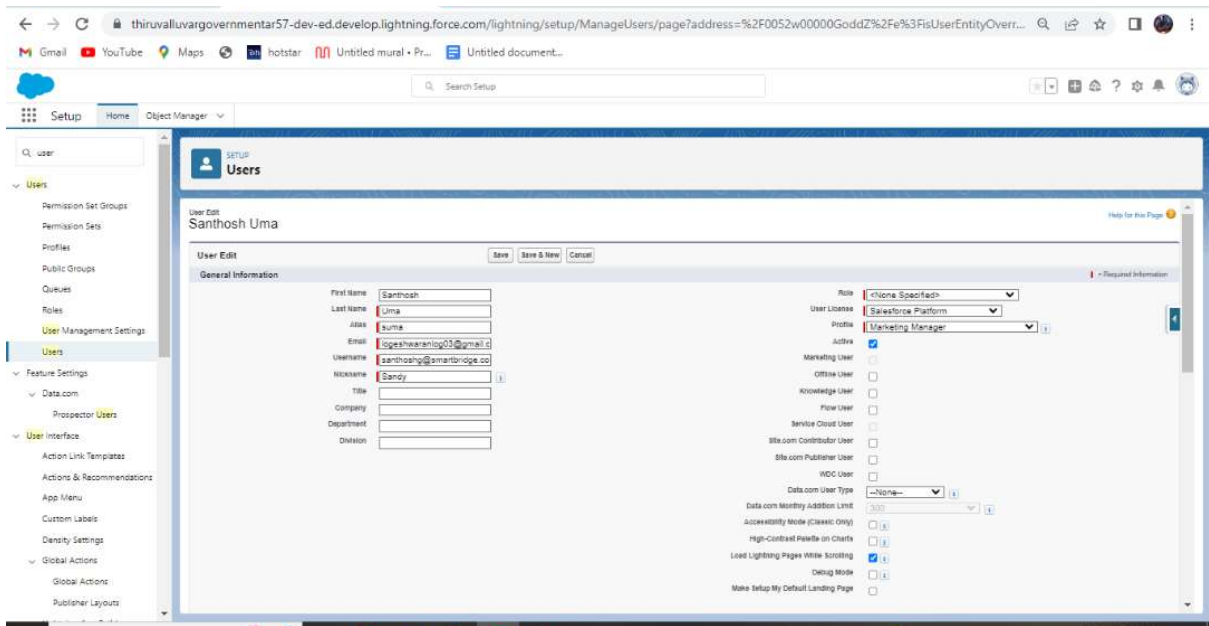 thiruvalluvargovernmentar57-dev-ed.develop.lightning.force.com/lightning/setup/ManageUsers/page?address=%2F0052w00000GoddZ%2Fe%3FisUserEntityOverr...
Gmail YouTube Maps hotstar Untitled mural • Pr... Untitled document...
Search Setup
Setup Home Object Manager
user
Users
Permission Set Groups
Permission Sets
Profiles
Public Groups
Queues
Roles
User Management Settings
Users
Feature Settings
Data.com
Prospector Users
User Interface
Action Link Templates
Actions & Recommendations
App Menu
Custom Labels
Density Settings
Global Actions
Global Actions
Publisher Layouts
SETUP
Users
User Edit
Santhosh Uma
Help for this Page
User Edit Save Save & New Cancel
General Information = Required Information
First Name Santhosh
Last Name Uma
Alias suma
Email logeshwaranlog03@gmail.c
Username santhoshg@smartbridge.co
Nickname Sandy
Title
Company
Department
Division
Role <None Specified>
User License Salesforce Platform
Profile Marketing Manager
Active
Marketing User
Offline User
Knowledge User
Flow User
Service Cloud User
Site.com Contributor User
Site.com Publisher User
WDC User
Data.com User Type --None--
Data.com Monthly Addition Limit 300
Accessibility Mode (Classic Only)
High-Contrast Palette on Charts
Load Lightning Pages While Scrolling
Debug Mode
Make Setup My Default Landing Page